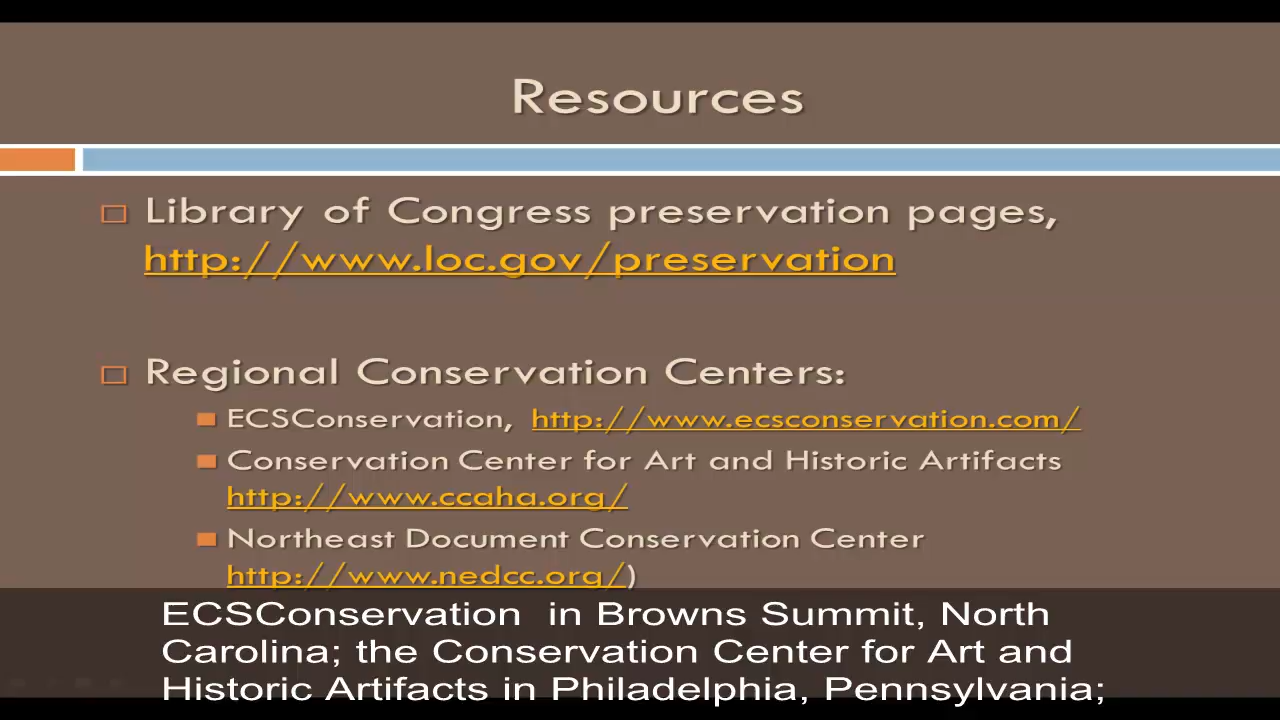 Resources
Library of Congress preservation pages,
http://www.loc.gov/preservation
Regional Conservation Centers:
ECSConservation, http://www.ecsconservation.com/
Conservation Center for Art and Historic Artifacts
http://www.ccaha.org/
Northeast Document Conservation Center
http://www.nedcc.org/)
ECSConservation in Browns Summit, North
Carolina; the Conservation Center for Art and
Historic Artifacts in Philadelphia, Pennsylvania;